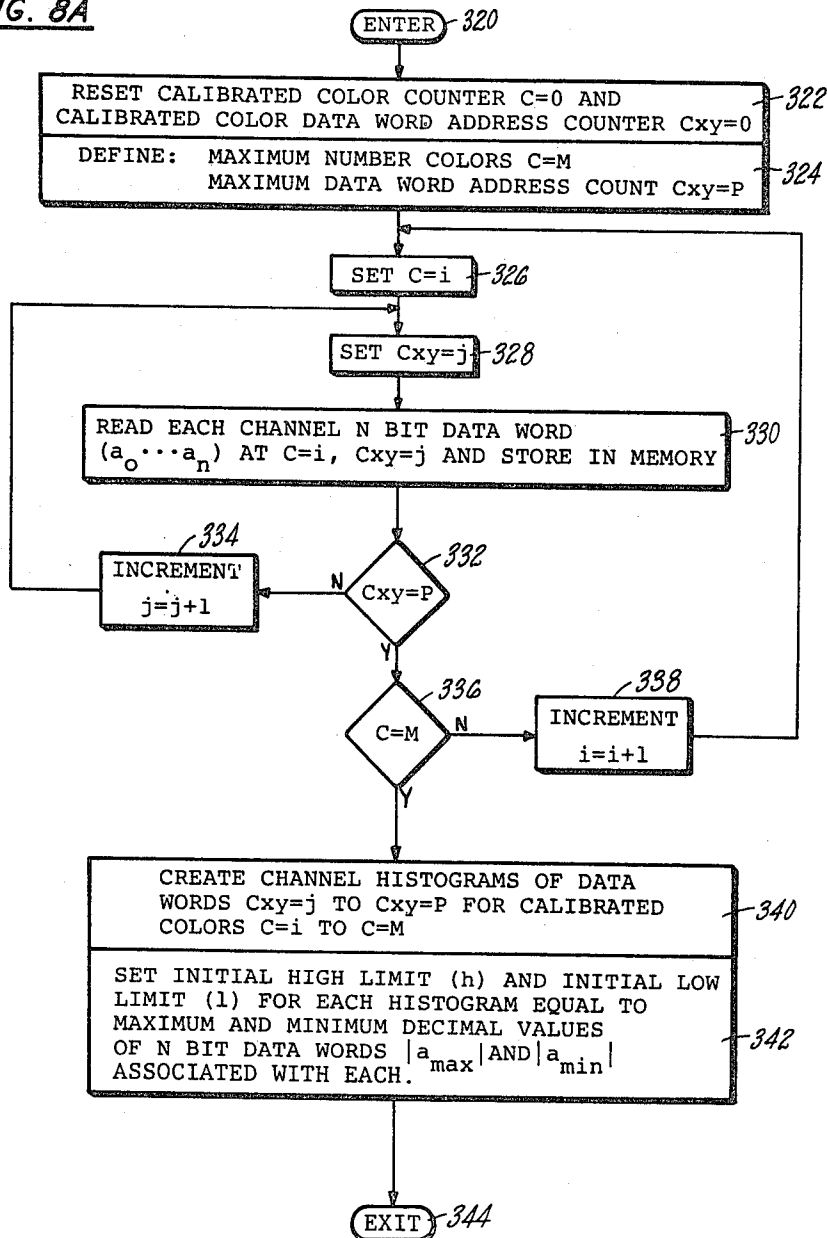 FIG. 8A
ENTER 320
RESET CALIBRATED COLOR COUNTER C=0 AND
CALIBRATED COLOR DATA WORD ADDRESS COUNTER Cxy=0
322
DEFINE: MAXIMUM NUMBER COLORS C=M
MAXIMUM DATA WORD ADDRESS COUNT Cxy=P
324
SET C=i 326
SET Cxy=j 328
READ EACH CHANNEL N BIT DATA WORD
(a_o···a_n) AT C=i, Cxy=j AND STORE IN MEMORY
330
332
Cxy=P
N
Y
334
INCREMENT
j=j+1
336
C=M
N
Y
338
INCREMENT
i=i+1
CREATE CHANNEL HISTOGRAMS OF DATA
WORDS Cxy=j TO Cxy=P FOR CALIBRATED
COLORS C=i TO C=M
340
SET INITIAL HIGH LIMIT (h) AND INITIAL LOW
LIMIT (l) FOR EACH HISTOGRAM EQUAL TO
MAXIMUM AND MINIMUM DECIMAL VALUES
OF N BIT DATA WORDS |a_max| AND |a_min|
ASSOCIATED WITH EACH.
342
EXIT 344